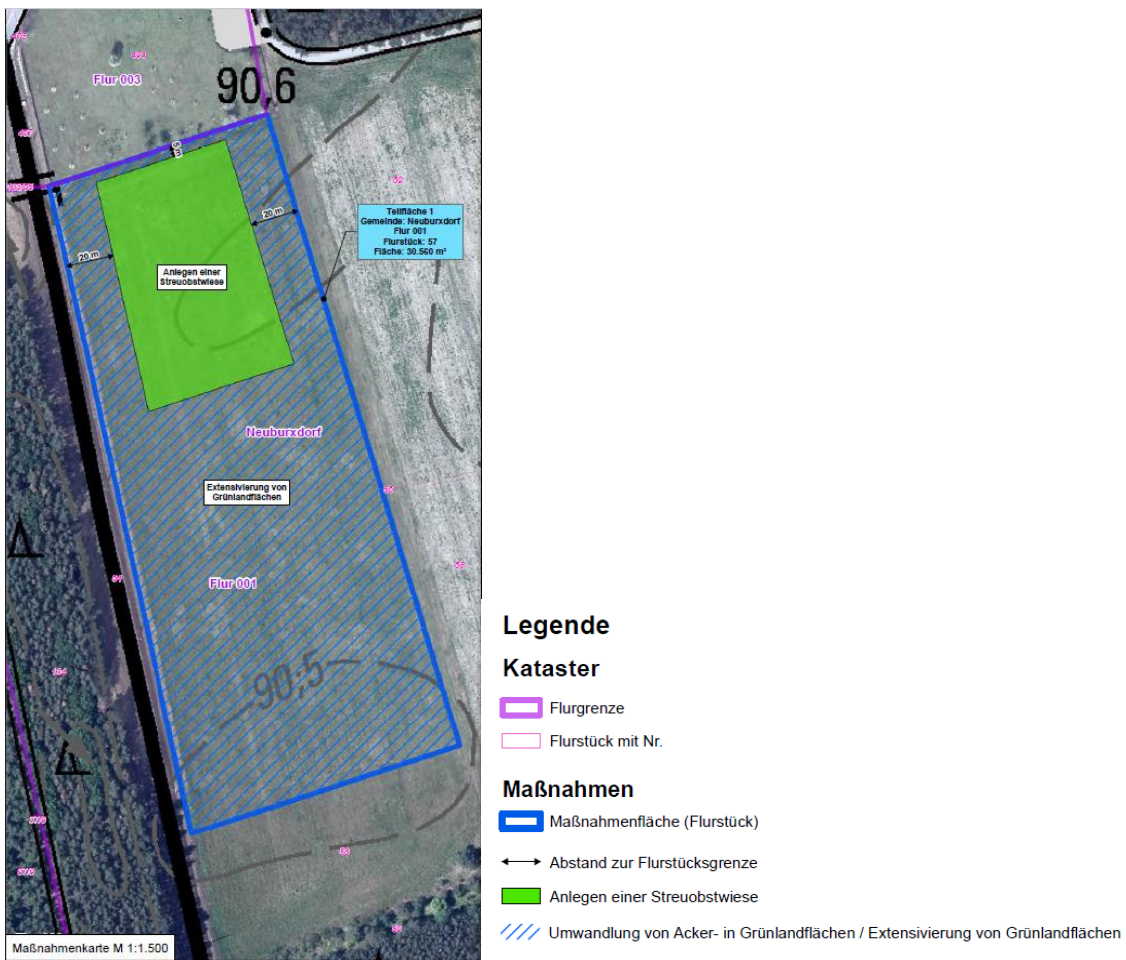 Flur 003
90,6
5 m
50
20 m
20 m
Teilfläche 1
Gemeinde: Neuburxdorf
Flur 001
Flurstück: 57
Fläche: 30.560 m²
Anlegen einer
Streuobstwiese
Neuburxdorf
Extensivierung von
Grünlandflächen
Flur 001
90,5
Maßnahmenkarte M 1:1.500
Legende
Kataster
Flurgrenze
Flurstück mit Nr.
Maßnahmen
Maßnahmenfläche (Flurstück)
Abstand zur Flurstücksgrenze
Anlegen einer Streuobstwiese
Umwandlung von Acker- in Grünlandflächen / Extensivierung von Grünlandflächen